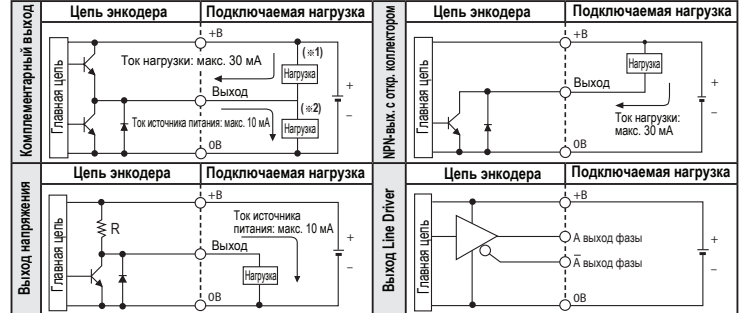 Комплементарный выход
Цепь энкодера
Подключаемая нагрузка
Главная цепь
+В
(※1)
Ток нагрузки: макс. 30 мА
Нагрузка
Выход
(※2)
Ток источника питания: макс. 10 мА
Нагрузка
+
–
0В
NPN-вых. с откр. коллектором
Цепь энкодера
Подключаемая нагрузка
Главная цепь
+В
Нагрузка
Выход
Ток нагрузки:
макс. 30 мА
+
–
0В
Выход напряжения
Цепь энкодера
Подключаемая нагрузка
Главная цепь
+В
R
Ток источника
питания: макс. 10 мА
Выход
Нагрузка
+
–
0В
Выход Line Driver
Цепь энкодера
Подключаемая нагрузка
Главная цепь
+В
А выход фазы
А̅ выход фазы
+
–
0В